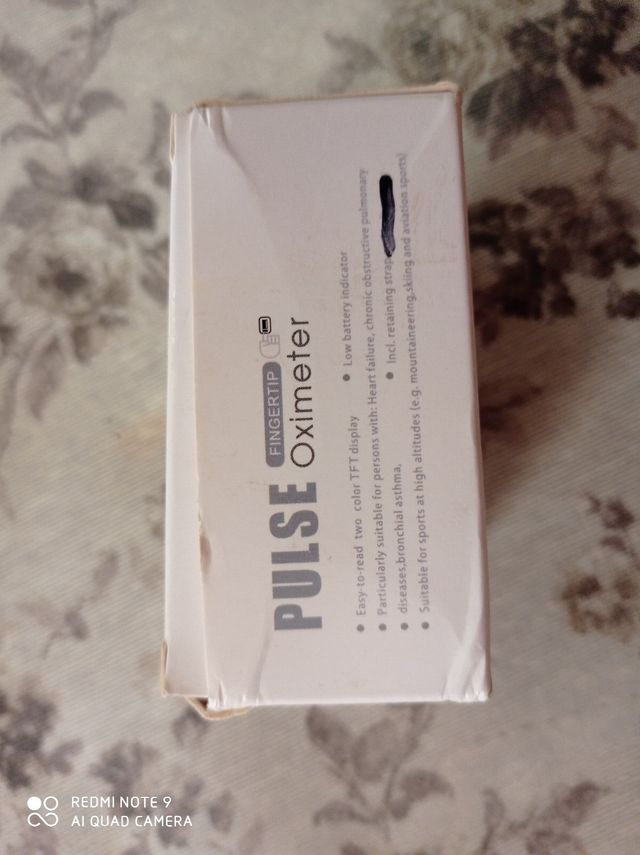 PULSE FINGERTIP
Oximeter
● Easy-to-read two color TFT display ● Low battery indicator
● Particularly suitable for persons with: Heart failure, chronic obstructive pulmonary
● diseases,bronchial asthma. ● Incl. retaining strap
● Suitable for sports at high altitudes (e.g. mountaineering,skiing and aviation sports)
REDMI NOTE 9
AI QUAD CAMERA